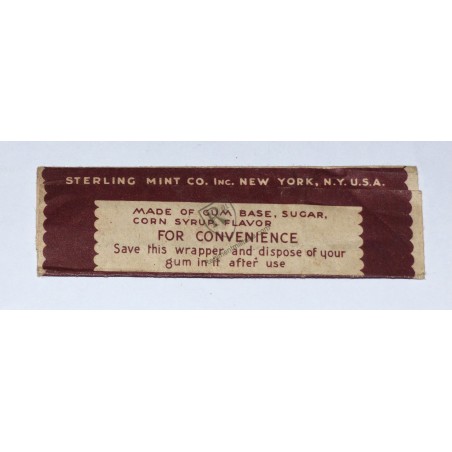 STERLING MINT CO. INC. NEW YORK, N.Y. U.S.A.
MADE OF GUM BASE, SUGAR,
CORN SYRUP, FLAVOR
FOR CONVENIENCE
Save this wrapper and dispose of your
gum in it after use